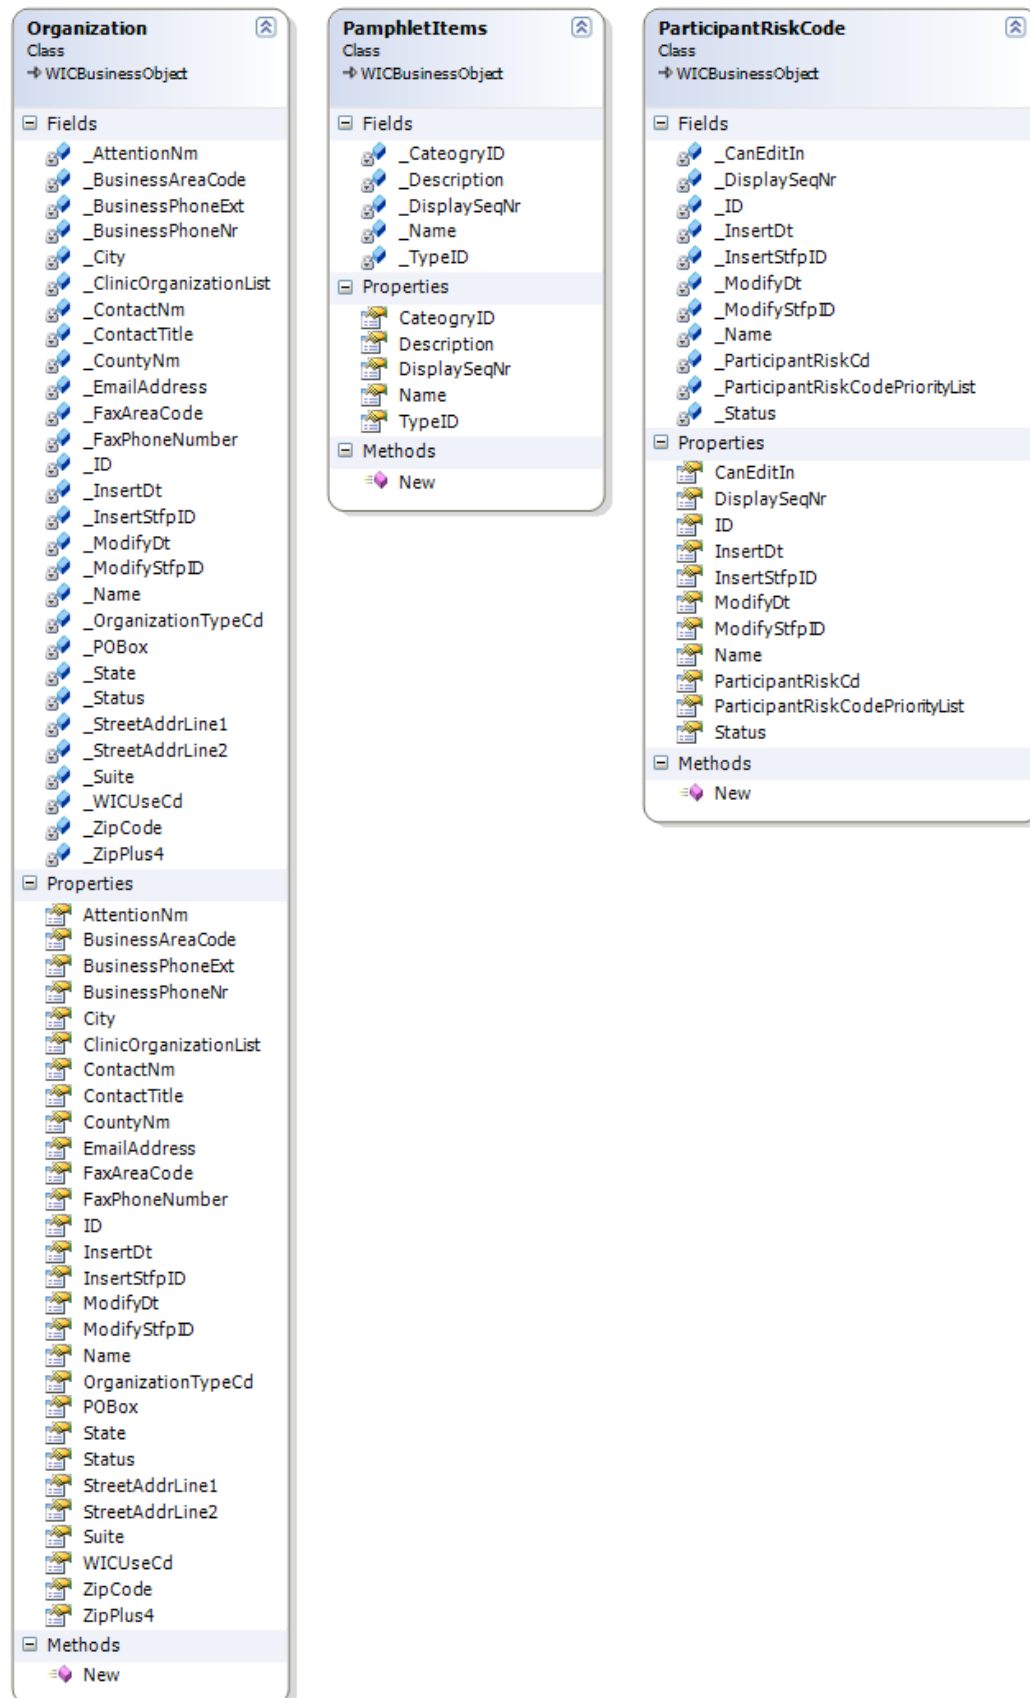 Organization
Class
WICBusinessObject
Fields
_AttentionNm
_BusinessAreaCode
_BusinessPhoneExt
_BusinessPhoneNr
_City
_ClinicOrganizationList
_ContactNm
_ContactTitle
_CountyNm
_EmailAddress
_FaxAreaCode
_FaxPhoneNumber
_ID
_InsertDt
_InsertStfpID
_ModifyDt
_ModifyStfpID
_Name
_OrganizationTypeCd
_POBox
_State
_Status
_StreetAddrLine1
_StreetAddrLine2
_Suite
_WICUseCd
_ZipCode
_ZipPlus4
Properties
AttentionNm
BusinessAreaCode
BusinessPhoneExt
BusinessPhoneNr
City
ClinicOrganizationList
ContactNm
ContactTitle
CountyNm
EmailAddress
FaxAreaCode
FaxPhoneNumber
ID
InsertDt
InsertStfpID
ModifyDt
ModifyStfpID
Name
OrganizationTypeCd
POBox
State
Status
StreetAddrLine1
StreetAddrLine2
Suite
WICUseCd
ZipCode
ZipPlus4
Methods
New
PamphletItems
Class
WICBusinessObject
Fields
_CateogryID
_Description
_DisplaySeqNr
_Name
_TypeID
Properties
CateogryID
Description
DisplaySeqNr
Name
TypeID
Methods
New
ParticipantRiskCode
Class
WICBusinessObject
Fields
_CanEditIn
_DisplaySeqNr
_ID
_InsertDt
_InsertStfpID
_ModifyDt
_ModifyStfpID
_Name
_ParticipantRiskCd
_ParticipantRiskCodePriorityList
_Status
Properties
CanEditIn
DisplaySeqNr
ID
InsertDt
InsertStfpID
ModifyDt
ModifyStfpID
Name
ParticipantRiskCd
ParticipantRiskCodePriorityList
Status
Methods
New